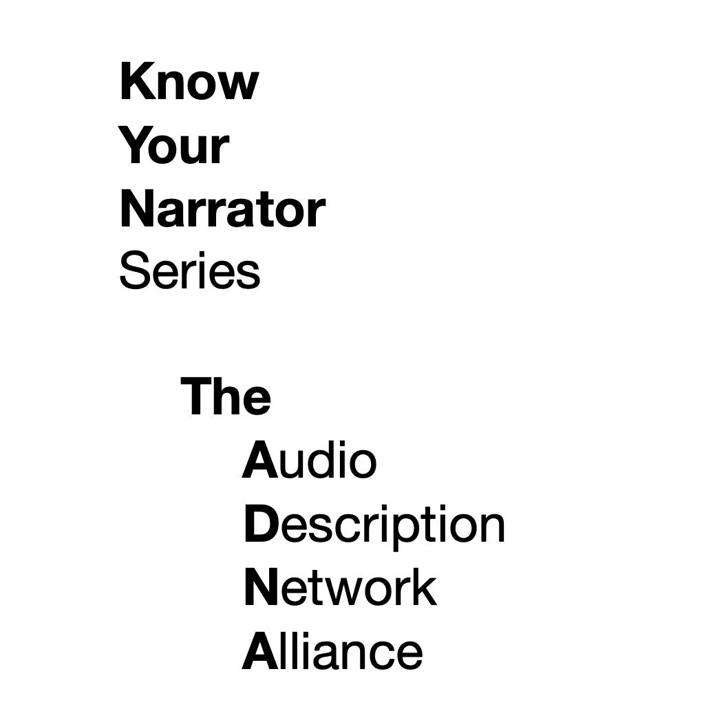 Know
Your
Narrator
Series
The
Audio
Description
Network
Alliance